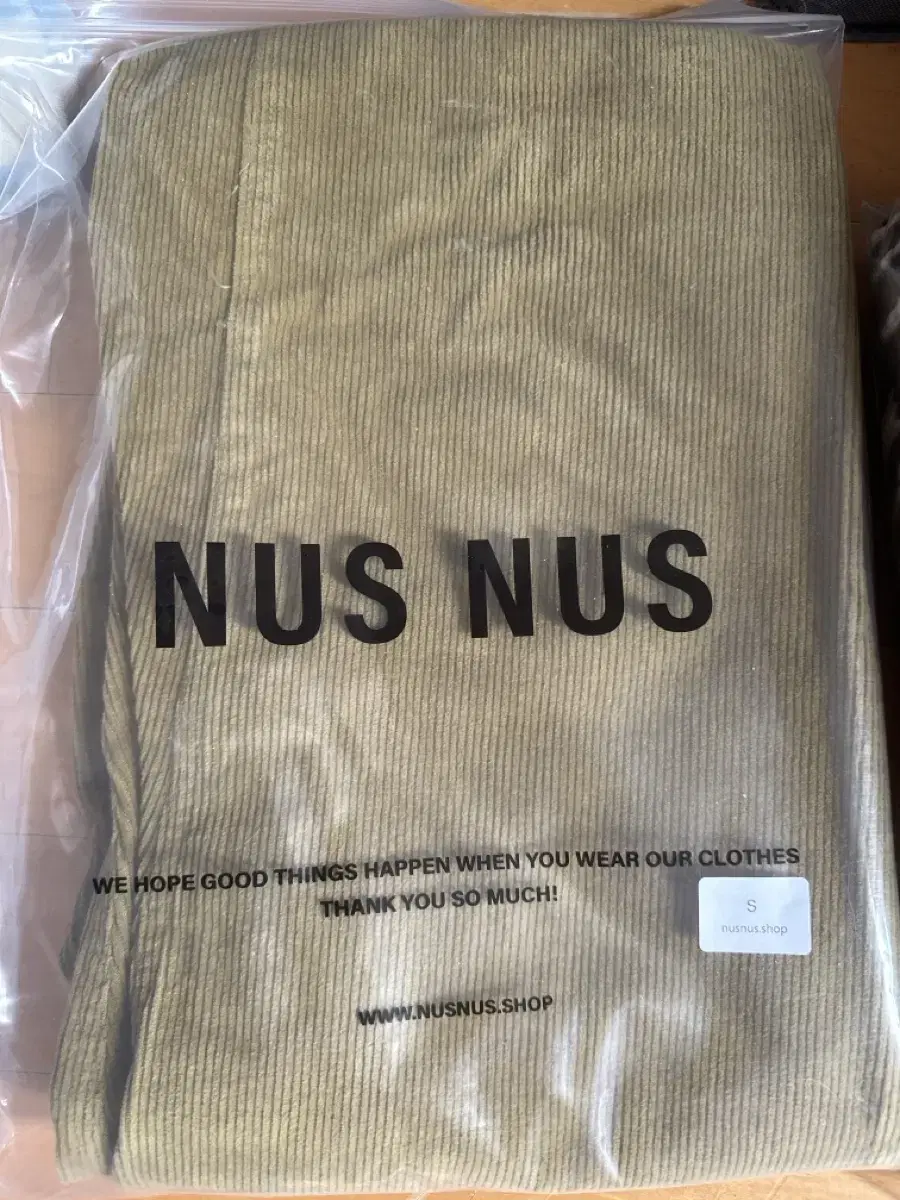 NUS NUS
WE HOPE GOOD THINGS HAPPEN WHEN YOU WEAR OUR CLOTHES
THANK YOU SO MUCH!
S
nusnus.shop
WWW.NUSNUS.SHOP